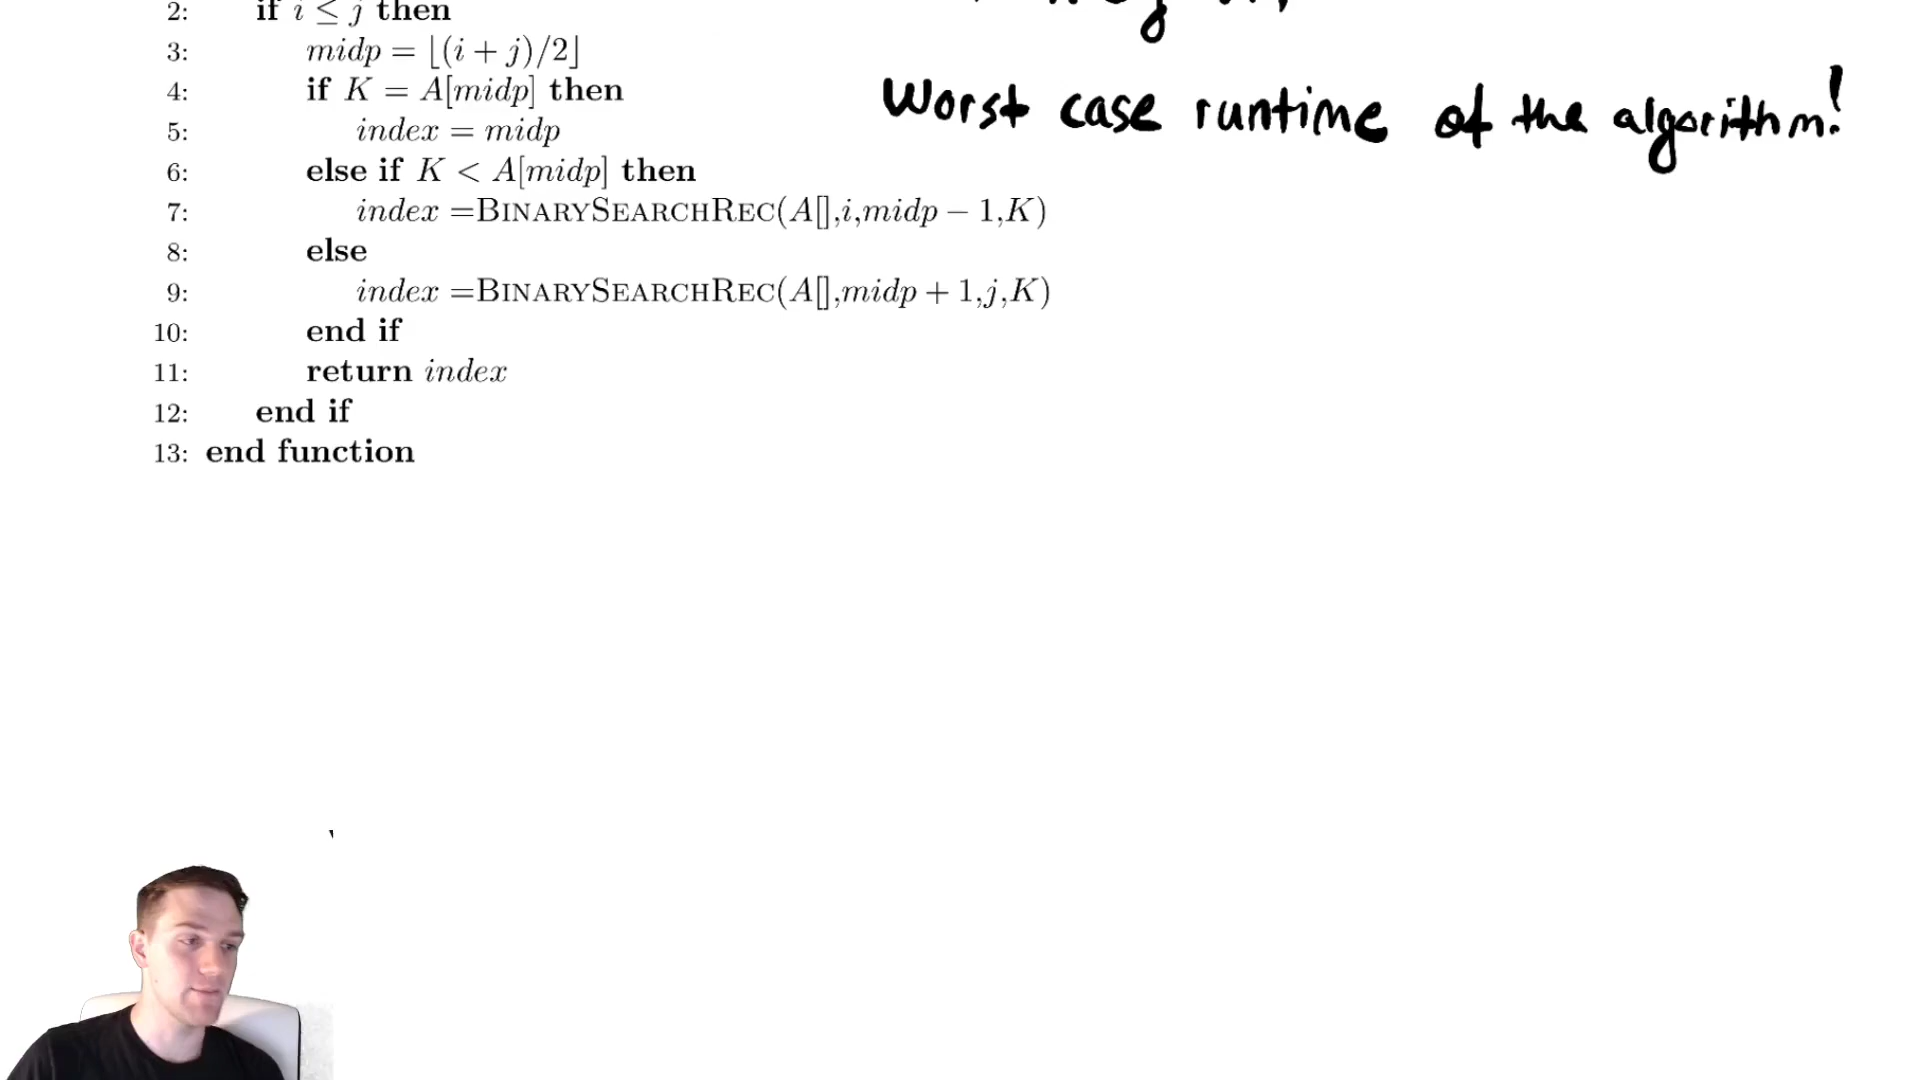 2: if i ≤ j then
3: midp = ⌊(i + j)/2⌋
4: if K = A[midp] then
5: index = midp
6: else if K < A[midp] then
7: index =BINARYSEARCHREC(A[],i,midp − 1,K)
8: else
9: index =BINARYSEARCHREC(A[],midp + 1,j,K)
10: end if
11: return index
12: end if
13: end function
Worst case runtime of the algorithm!